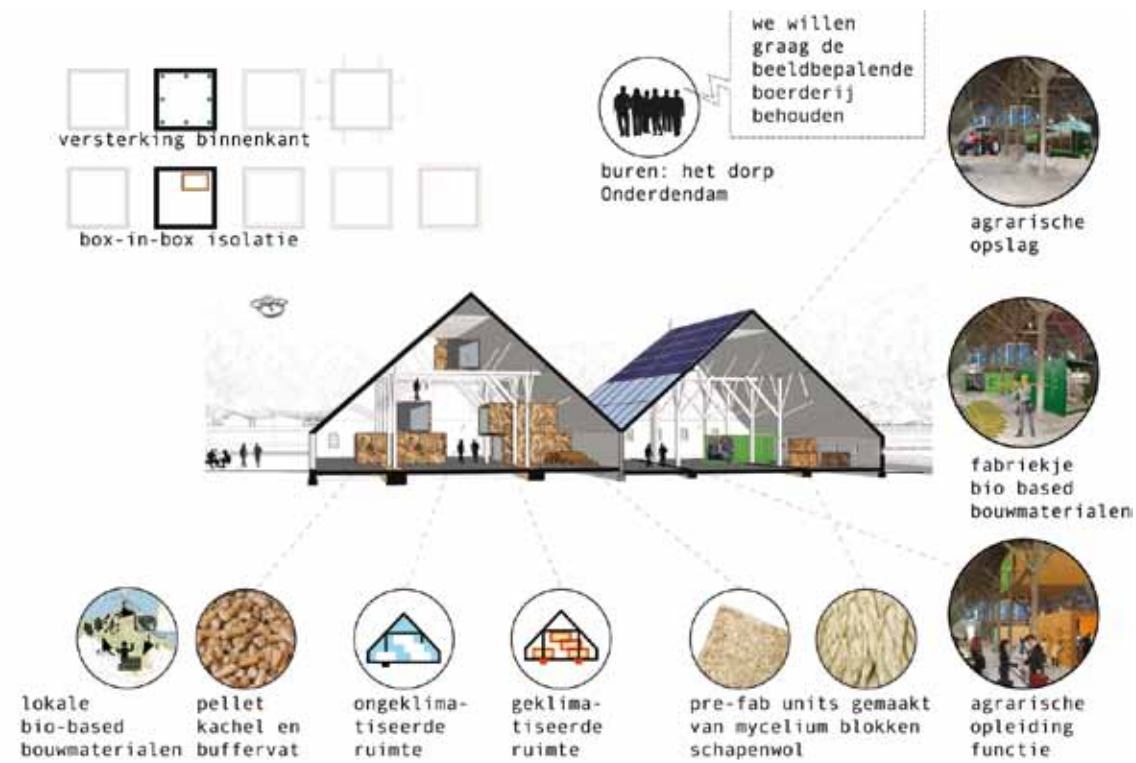 versterking binnenkant
box-in-box isolatie
we willen
graag de
beeldbepalende
boerderij
behouden
buren: het dorp
Onderdendam
agrarische
opslag
fabriekje
bio based
bouwmaterialen
lokale
bio-based
bouwmaterialen
pellet
kachel en
buffervat
ongeklima-
tiseerde
ruimte
geklima-
tiseerde
ruimte
pre-fab units gemaakt
van mycelium blokken
schapenwol
agrarische
opleiding
functie